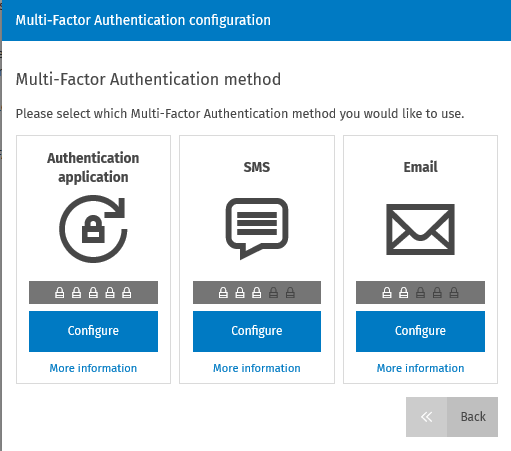 Multi-Factor Authentication configuration
Multi-Factor Authentication method
Please select which Multi-Factor Authentication method you would like to use.
Authentication
application
Configure
More information
SMS
Configure
More information
Email
Configure
More information
Back